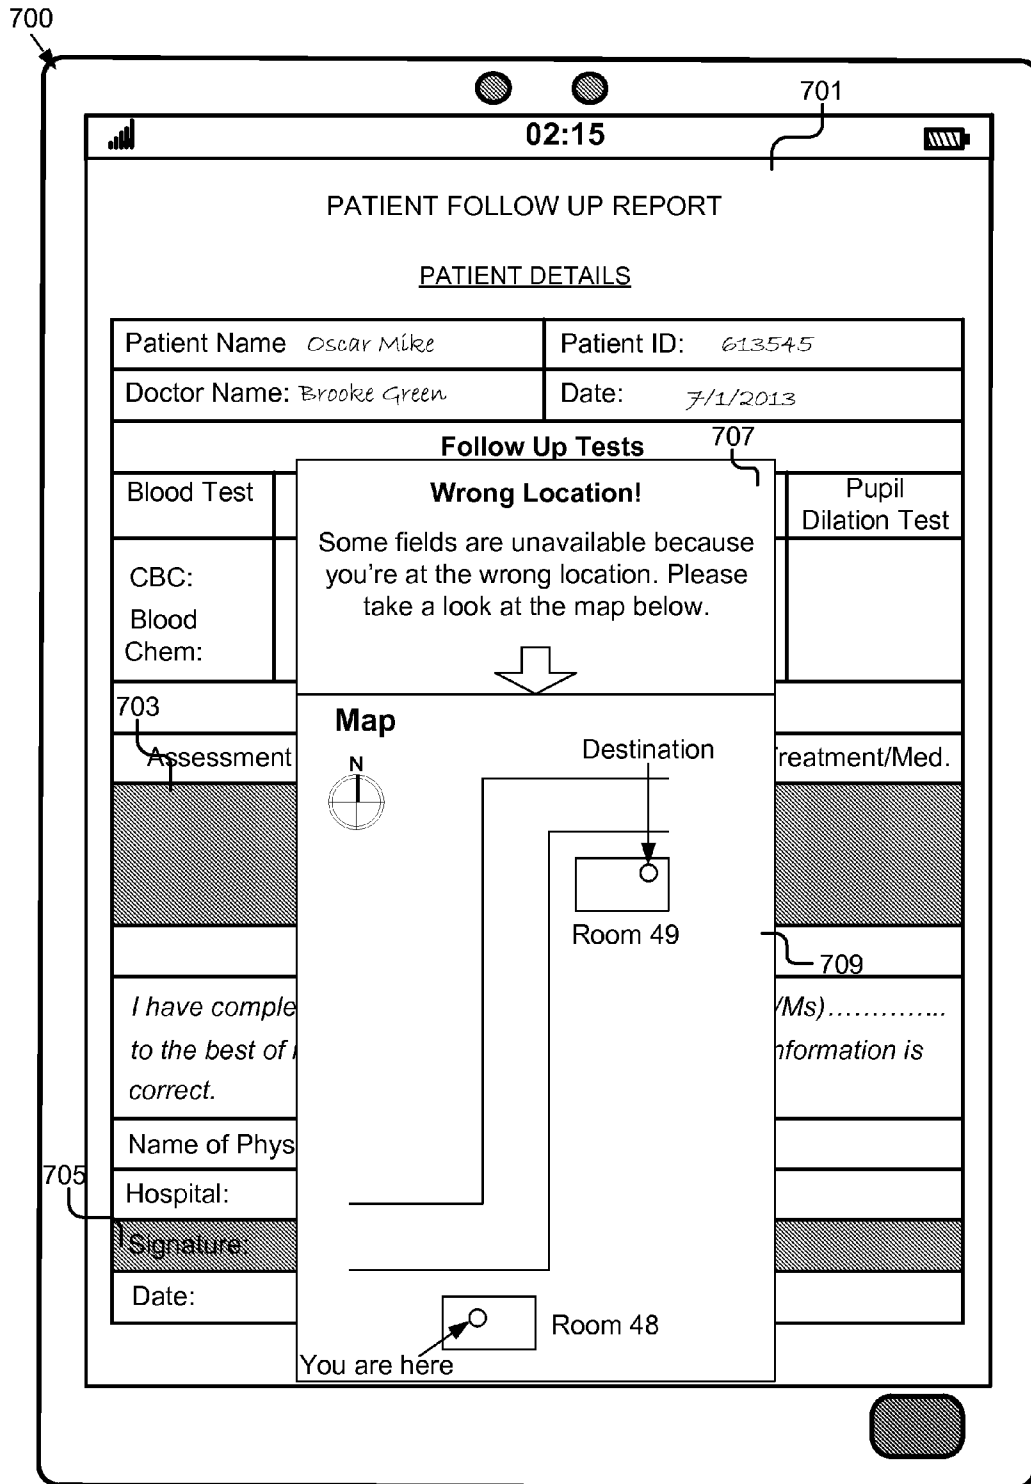 700
701
02:15
PATIENT FOLLOW UP REPORT
PATIENT DETAILS
Patient Name Oscar Mike
Patient ID: 613545
Doctor Name: Brooke Green
Date: 7/1/2013
Follow Up Tests
707
Blood Test
Wrong Location!
Pupil
Dilation Test
Some fields are unavailable because
you're at the wrong location. Please
take a look at the map below.
CBC:
Blood
Chem:
703
Map
Assessment
Destination
reatment/Med.
N
Room 49
709
I have comple
/Ms)..............
to the best of
nformation is
correct.
Name of Phys
705
Hospital:
Signature:
Date:
Room 48
You are here